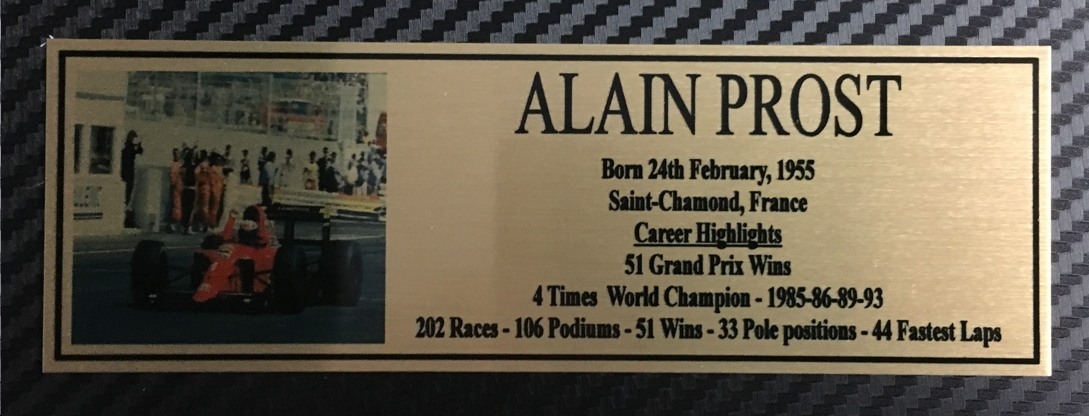 ALAIN PROST
Born 24th February, 1955
Saint-Chamond, France
Career Highlights
51 Grand Prix Wins
4 Times World Champion - 1985-86-89-93
202 Races - 106 Podiums - 51 Wins - 33 Pole positions - 44 Fastest Laps